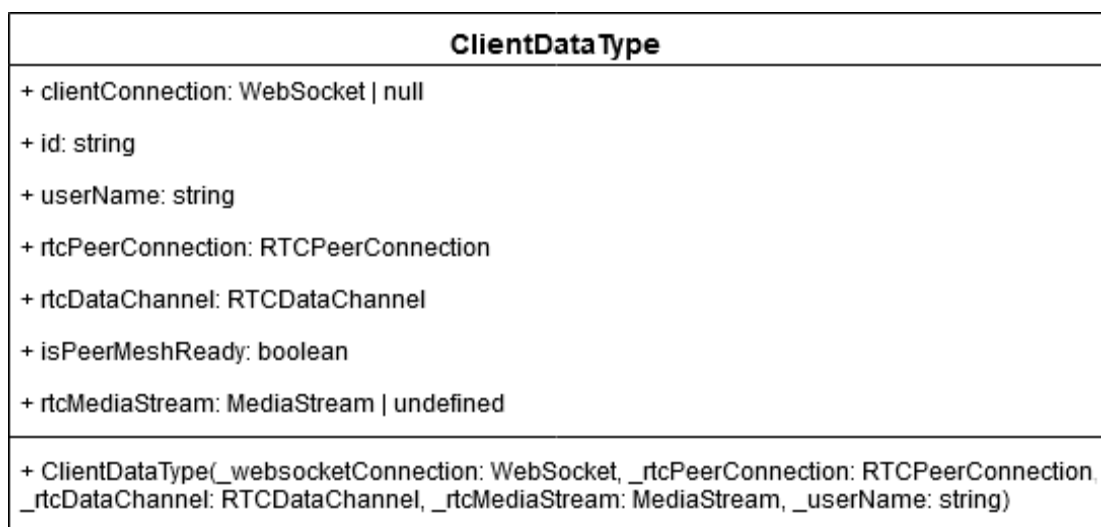 ClientDataType
+ clientConnection: WebSocket | null
+ id: string
+ userName: string
+ rtcPeerConnection: RTCPeerConnection
+ rtcDataChannel: RTCDataChannel
+ isPeerMeshReady: boolean
+ rtcMediaStream: MediaStream | undefined
+ ClientDataType(_websocketConnection: WebSocket, _rtcPeerConnection: RTCPeerConnection,
_rtcDataChannel: RTCDataChannel, _rtcMediaStream: MediaStream, _userName: string)